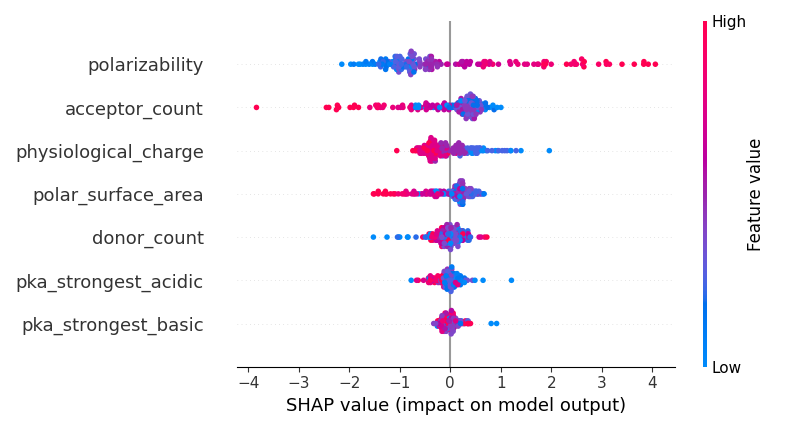 High
polarizability
acceptor_count
physiological_charge
polar_surface_area
donor_count
pka_strongest_acidic
pka_strongest_basic
Feature value
Low
−4 −3 −2 −1 0 1 2 3 4
SHAP value (impact on model output)